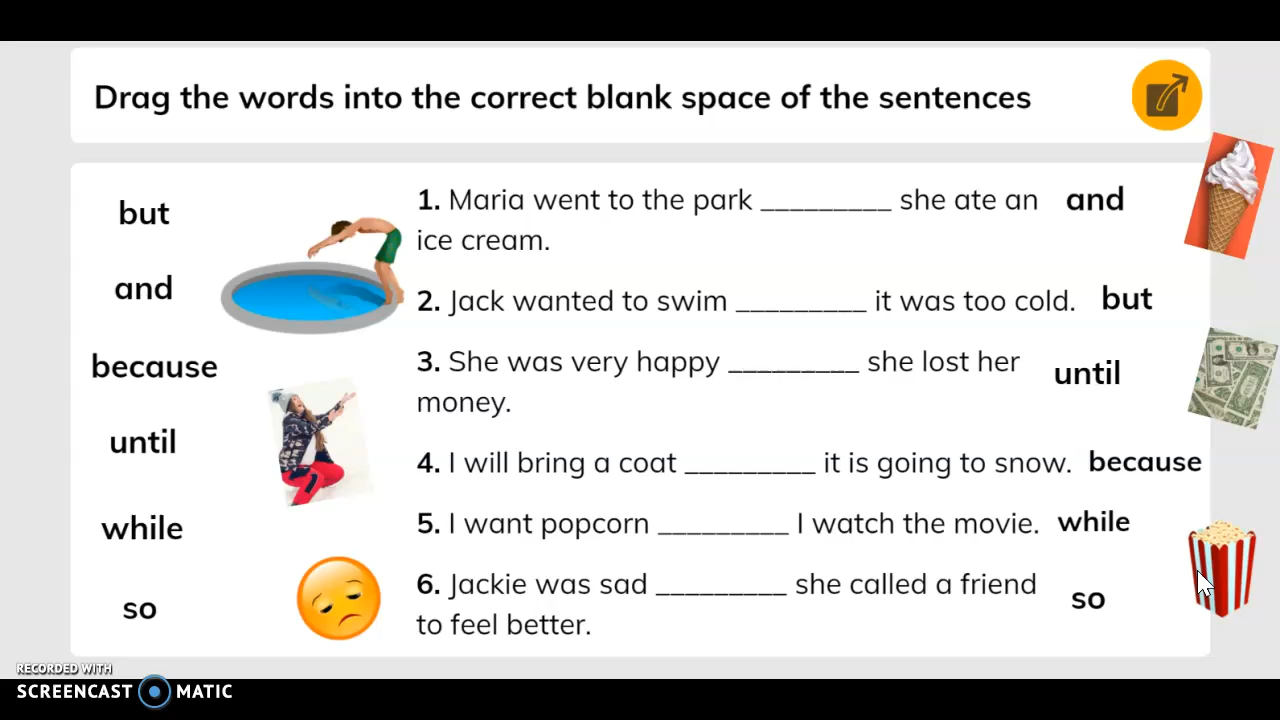 Drag the words into the correct blank space of the sentences
but
and
because
until
while
so
1. Maria went to the park _________ she ate an and
ice cream.
2. Jack wanted to swim _________ it was too cold. but
3. She was very happy _________ she lost her until
money.
4. I will bring a coat _________ it is going to snow. because
5. I want popcorn _________ I watch the movie. while
6. Jackie was sad _________ she called a friend so
to feel better.
RECORDED WITH
SCREENCAST MATIC